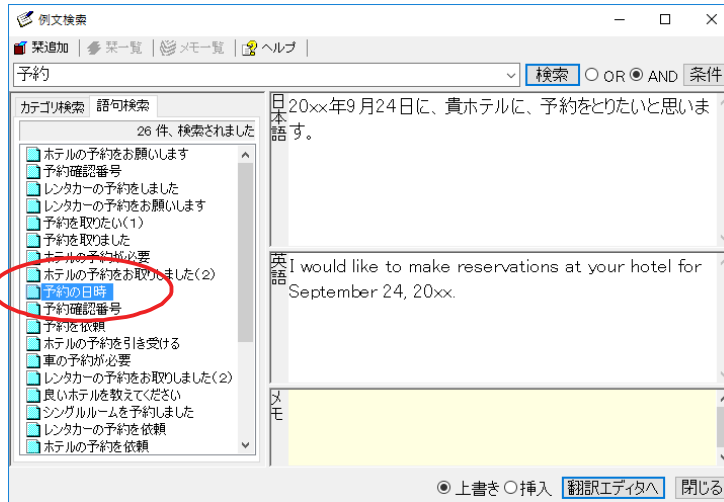 例文検索
栞追加 栞一覧 メモ一覧 ヘルプ
予約 検索 OR AND 条件
カテゴリ検索 語句検索
26 件、検索されました
ホテルの予約をお願いします
予約確認番号
レンタカーの予約をしました
レンタカーの予約をお願いします
予約を取りたい(1)
予約を取りました
ホテルの予約が必要
ホテルの予約をお取りしました(2)
予約の日時
予約確認番号
予約を依頼
ホテルの予約を引き受ける
車の予約が必要
レンタカーの予約をお取りしました(2)
良いホテルを教えてください
シングルルームを予約しました
レンタカーの予約を依頼
ホテルの予約を依頼
日本語
20xx年9月24日に、貴ホテルに、予約をとりたいと思いま
す。
英語
I would like to make reservations at your hotel for
September 24, 20xx.
メモ
上書き 挿入 翻訳エディタへ 閉じる